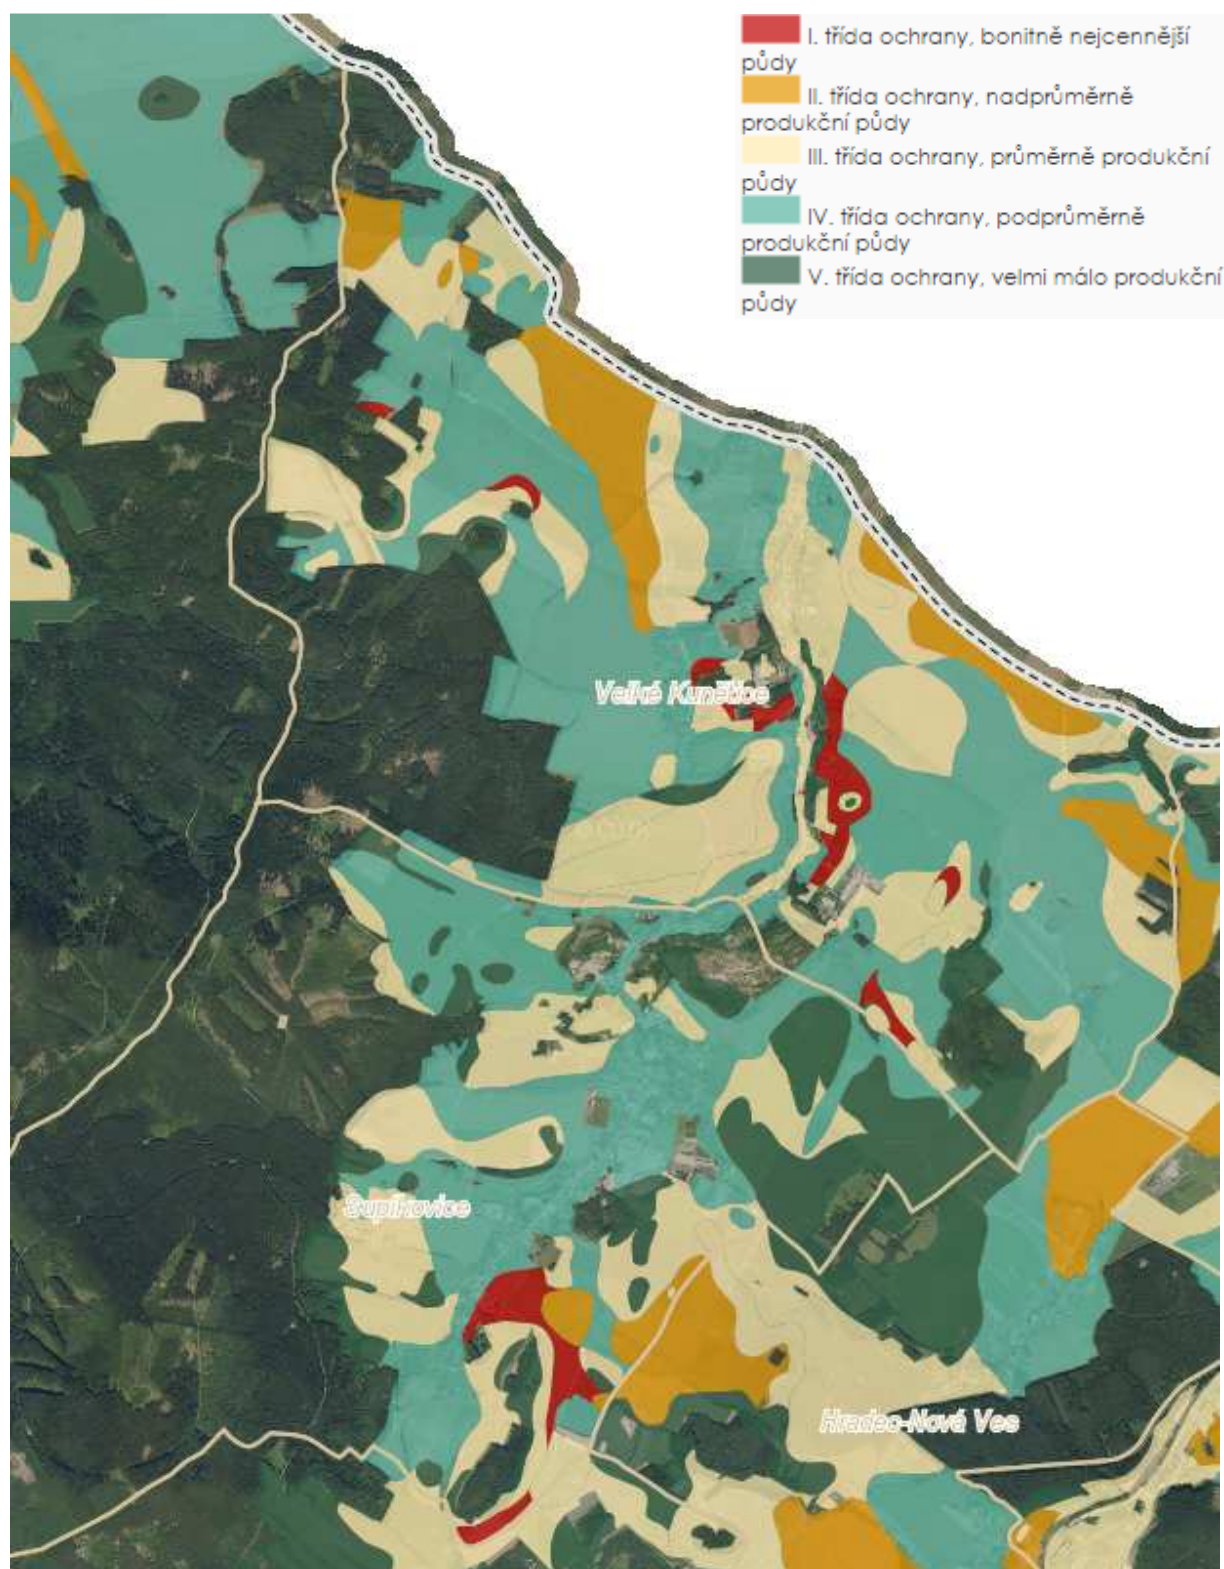 I. třída ochrany, bonitně nejcennější
půdy
II. třída ochrany, nadprůměrně
produkční půdy
III. třída ochrany, průměrně produkční
půdy
IV. třída ochrany, podprůměrně
produkční půdy
V. třída ochrany, velmi málo produkční
půdy
Velké Kunětice
Supíkovice
Hradec-Nová Ves